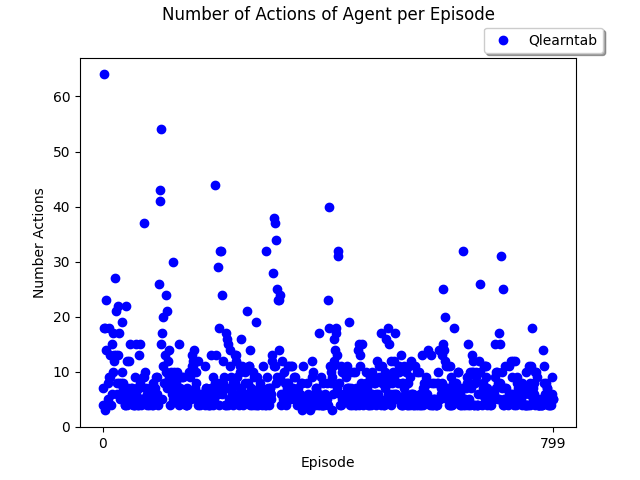 Number of Actions of Agent per Episode
Qlearntab
60
50
40
30
20
10
0
Number Actions
0 799
Episode